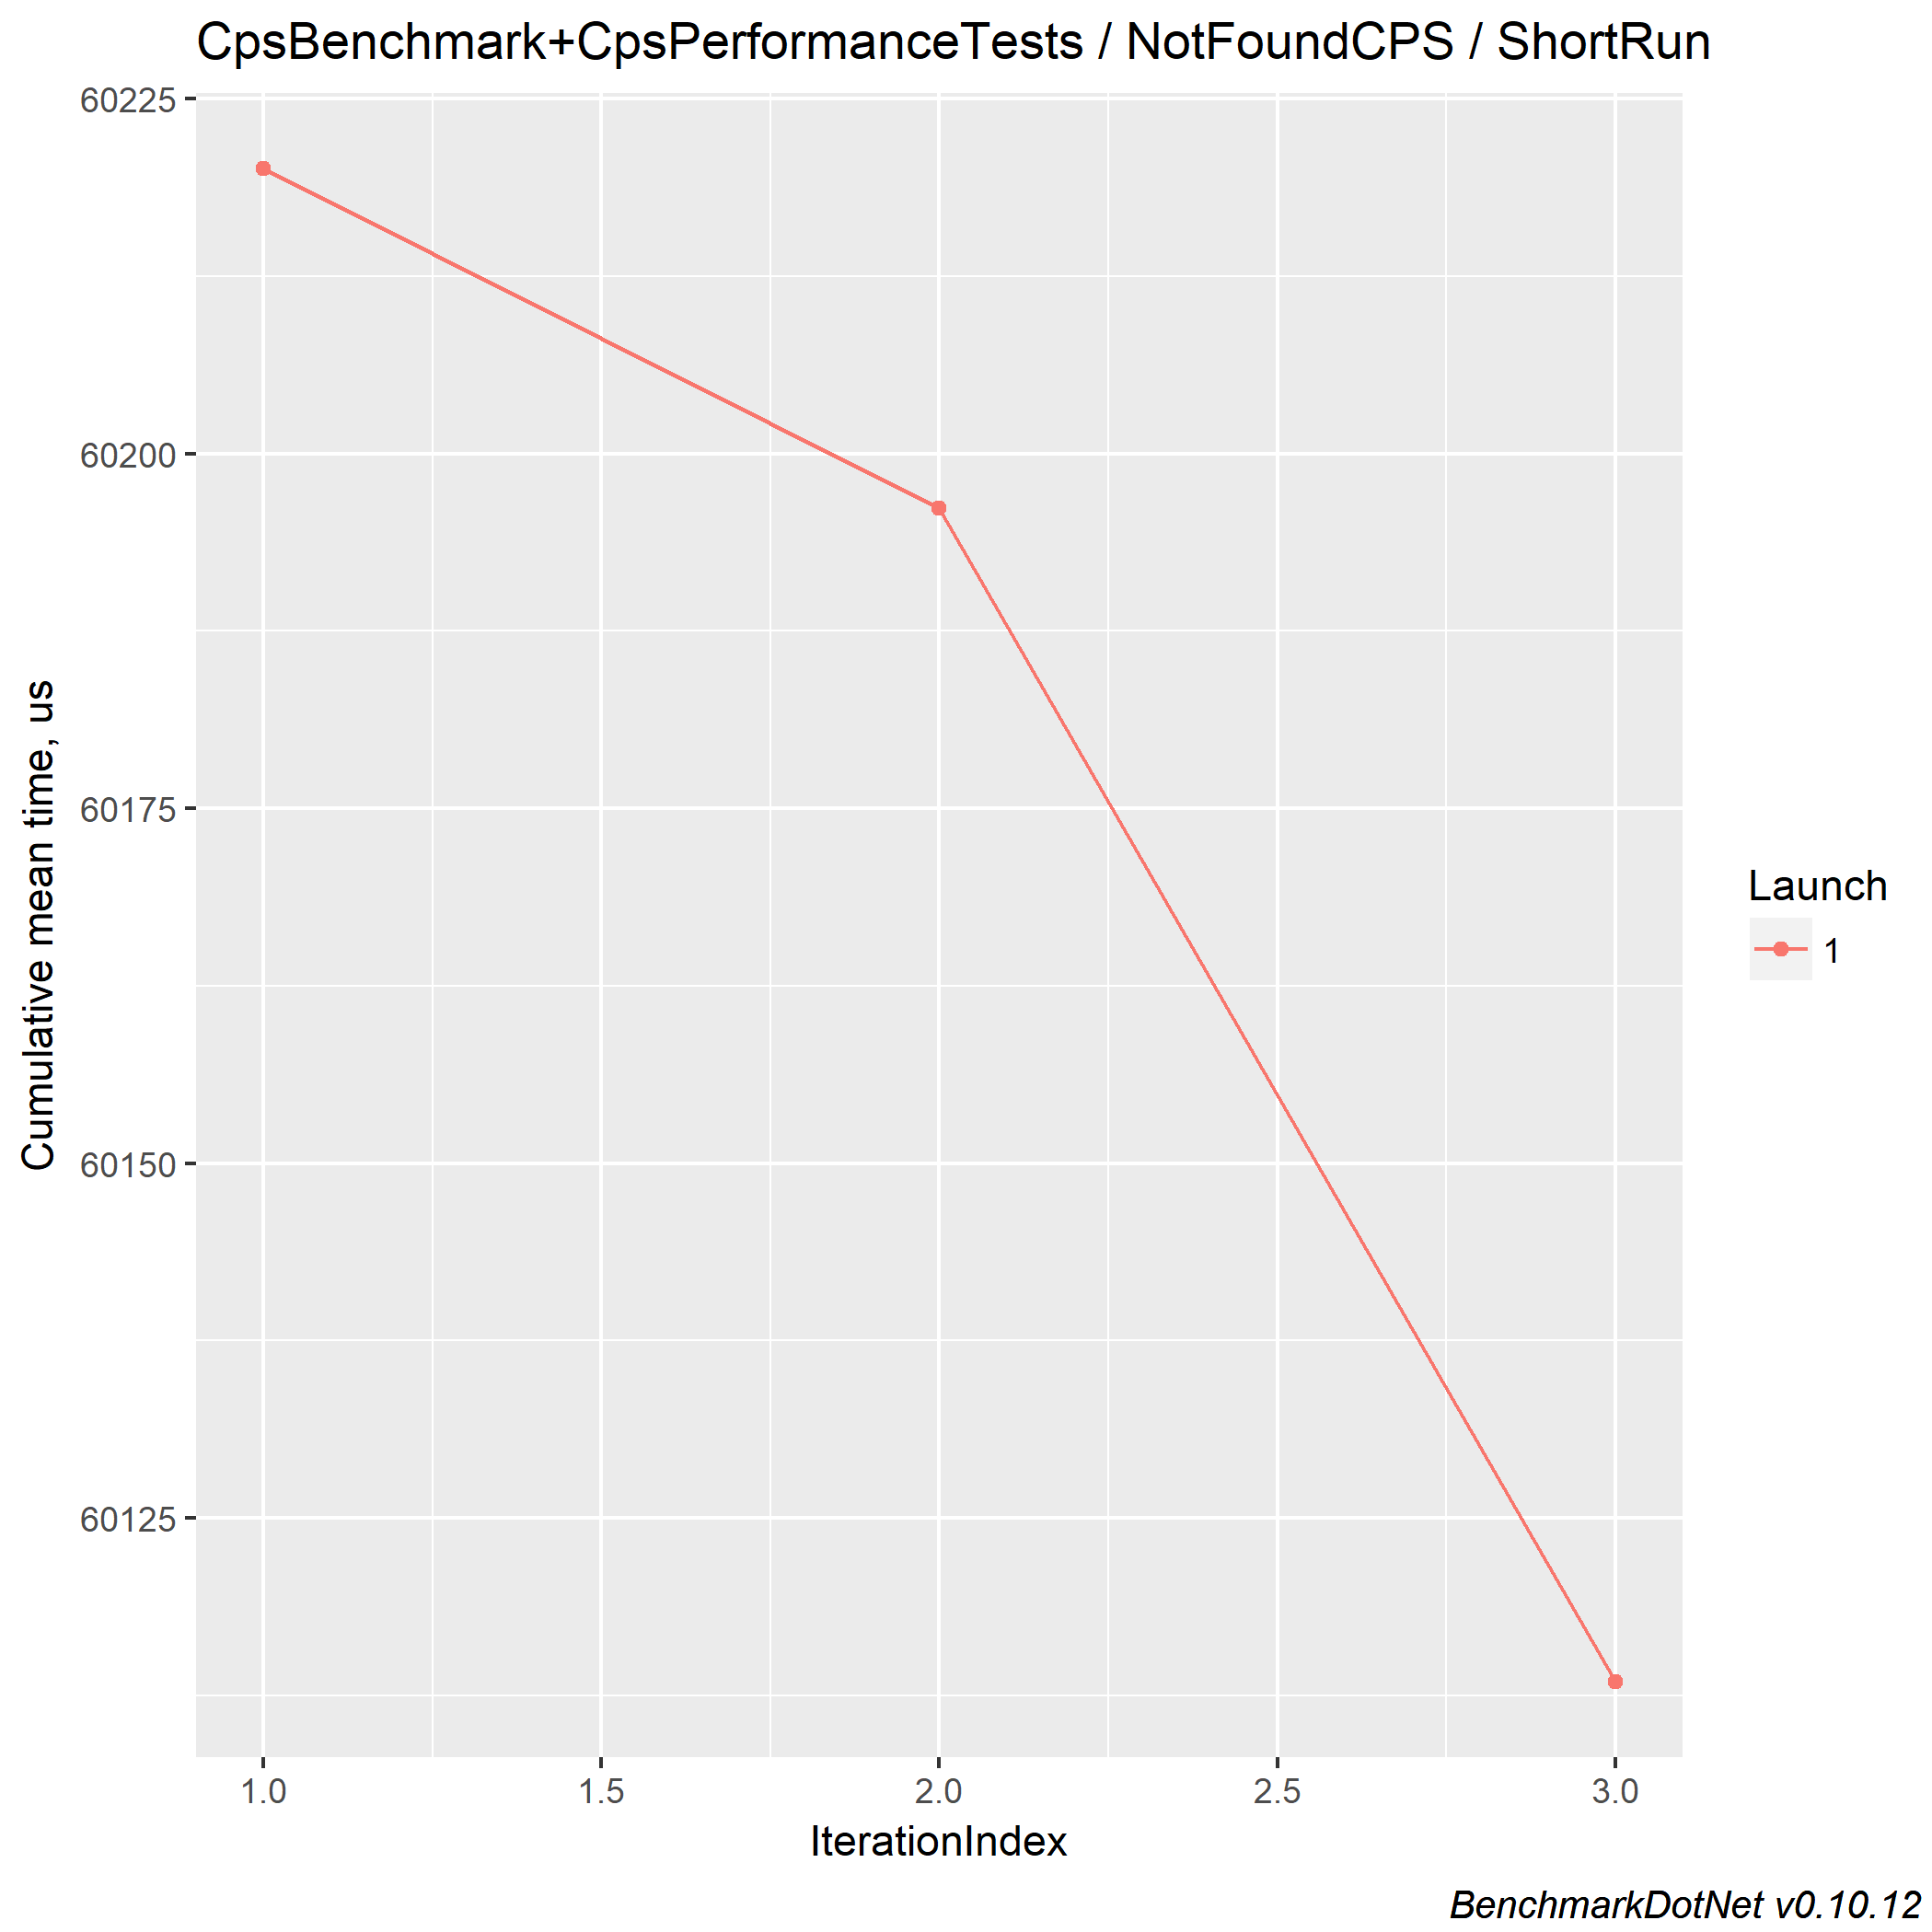 CpsBenchmark+CpsPerformanceTests / NotFoundCPS / ShortRun
60225
60200
60175
60150
60125
Cumulative mean time, us
1.0 1.5 2.0 2.5 3.0
IterationIndex
Launch
1
BenchmarkDotNet v0.10.12